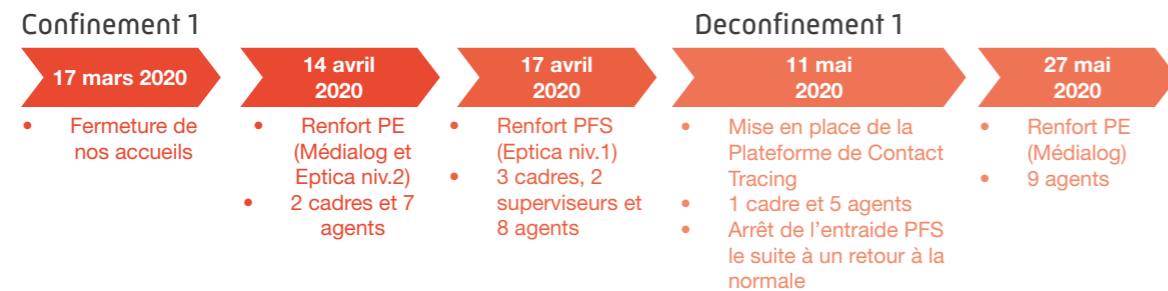 Confinement 1
Deconfinement 1
17 mars 2020
14 avril
2020
17 avril
2020
11 mai
2020
27 mai
2020
• Fermeture de
nos accueils
• Renfort PE
(Médialog et
Eptica niv.2)
• 2 cadres et 7
agents
• Renfort PFS
(Eptica niv.1)
• 3 cadres, 2
superviseurs et
8 agents
• Mise en place de la
Plateforme de Contact
Tracing
• 1 cadre et 5 agents
• Arrêt de l'entraide PFS
le suite à un retour à la
normale
• Renfort PE
(Médialog)
• 9 agents